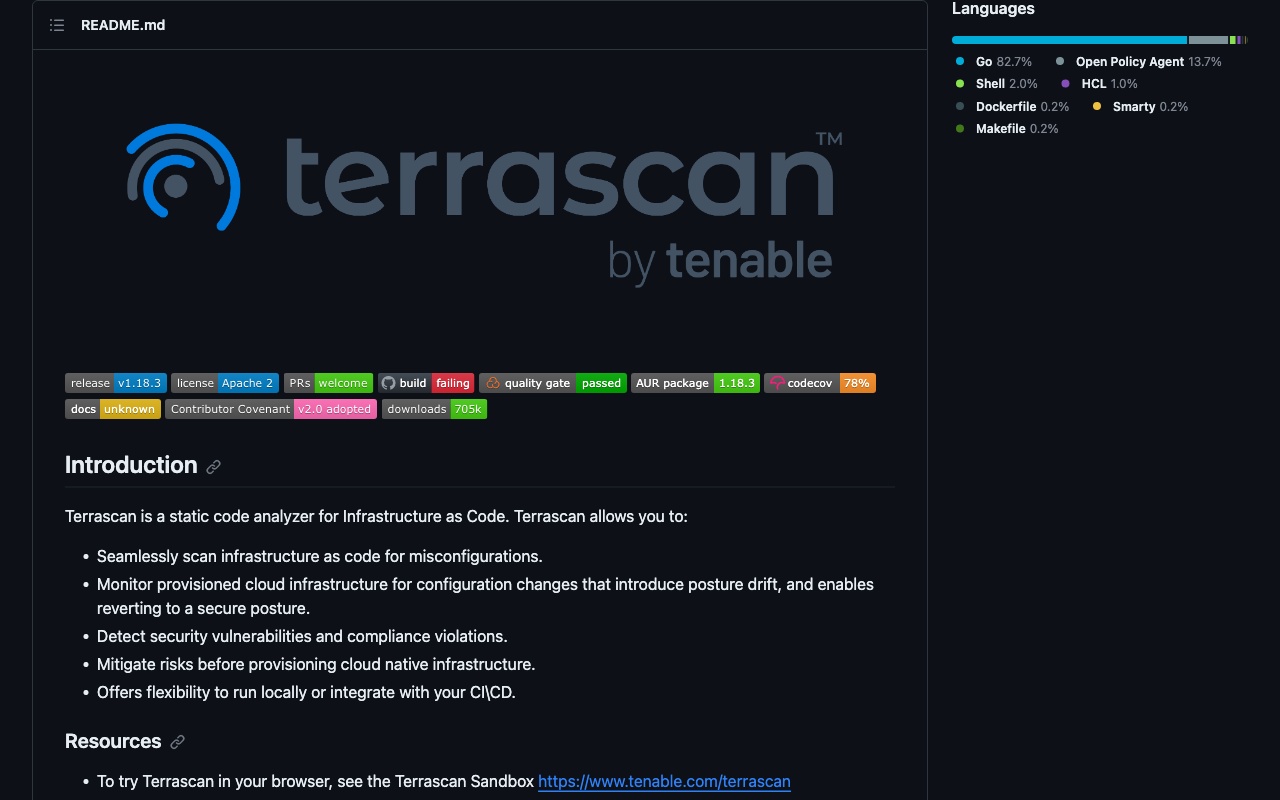 README.md
terrascan™
by tenable
release v1.18.3 license Apache 2 PRs welcome build failing quality gate passed AUR package 1.18.3 codecov 78%
docs unknown Contributor Covenant v2.0 adopted downloads 705k
Introduction
Terrascan is a static code analyzer for Infrastructure as Code. Terrascan allows you to:
• Seamlessly scan infrastructure as code for misconfigurations.
• Monitor provisioned cloud infrastructure for configuration changes that introduce posture drift, and enables
reverting to a secure posture.
• Detect security vulnerabilities and compliance violations.
• Mitigate risks before provisioning cloud native infrastructure.
• Offers flexibility to run locally or integrate with your CI\CD.
Resources
• To try Terrascan in your browser, see the Terrascan Sandbox https://www.tenable.com/terrascan
Languages
Go 82.7% Open Policy Agent 13.7%
Shell 2.0% HCL 1.0%
Dockerfile 0.2% Smarty 0.2%
Makefile 0.2%